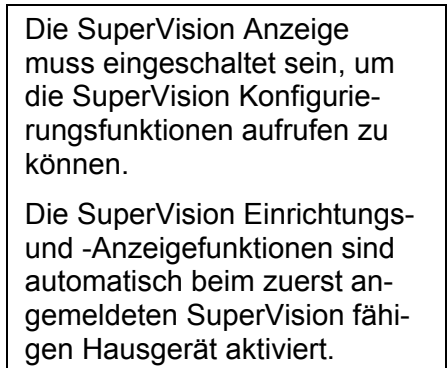 Die SuperVision Anzeige
muss eingeschaltet sein, um
die SuperVision Konfigurie-
rungsfunktionen aufrufen zu
können.
Die SuperVision Einrichtungs-
und -Anzeigefunktionen sind
automatisch beim zuerst an-
gemeldeten SuperVision fähi-
gen Hausgerät aktiviert.